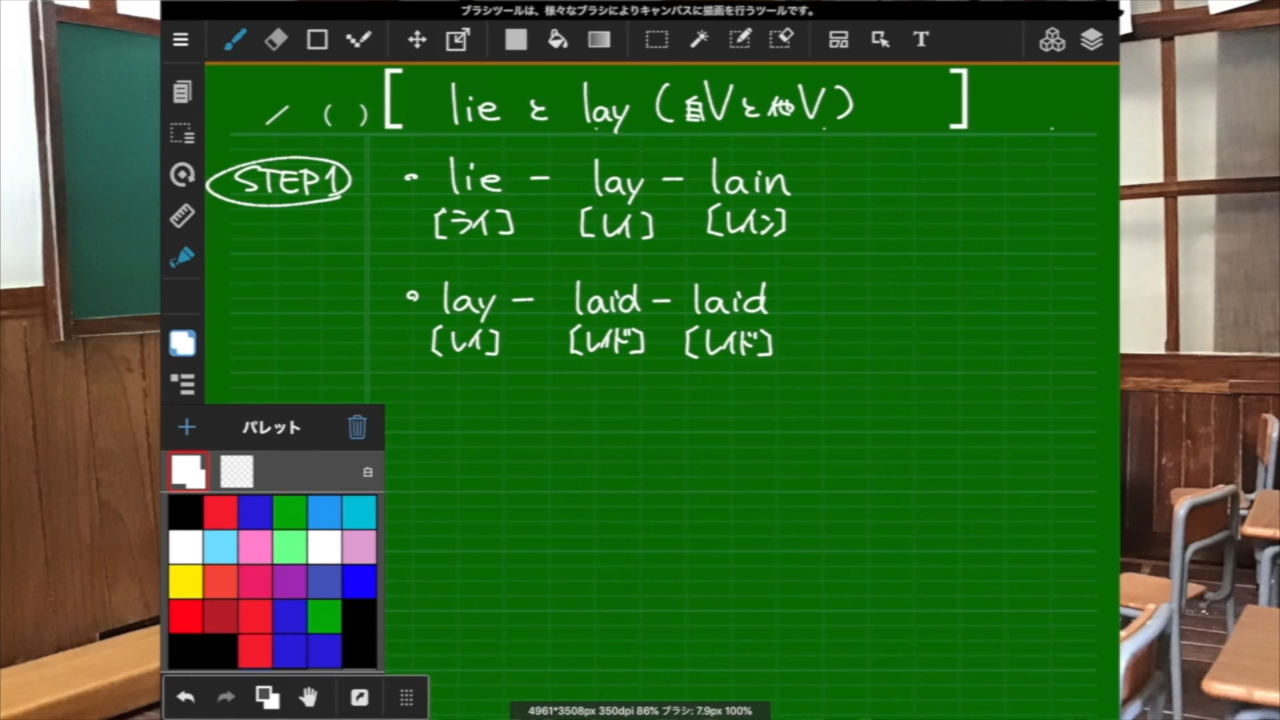 ブラシツールは、様々なブラシによりキャンバスに描画を行うツールです。
T
/ ( ) [ lie と lay (自Vと他V) ]
STEP1 • lie - lay - lain
[ライ] [レイ] [レイン]
• lay - laid - laid
[レイ] [レイド] [レイド]
パレット
白
4961*3508px 350dpi 86% ブラシ: 7.9px 100%